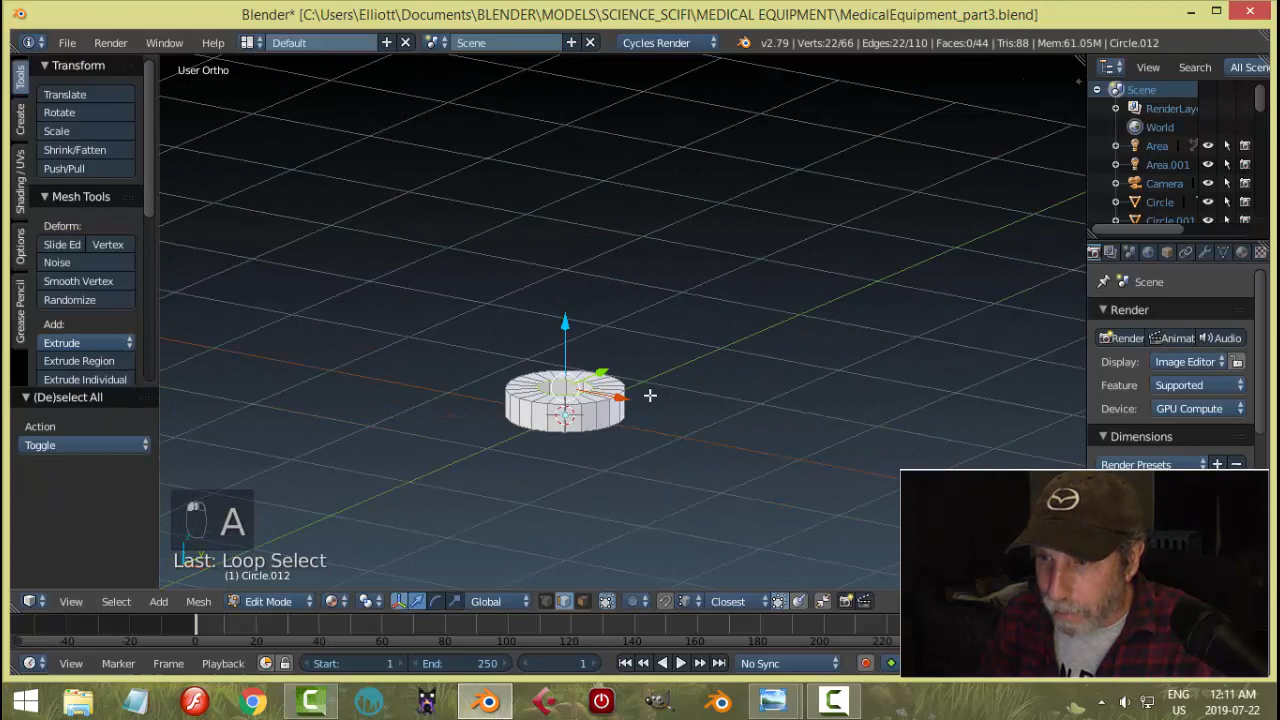 Blender* [C:\Users\Elliott\Documents\BLENDER\MODELS\SCIENCE_SCIFI\MEDICAL EQUIPMENT\MedicalEquipment_part3.blend]
File Render Window Help Default Scene Cycles Render v2.79 | Verts:22/66 | Edges:22/110 | Faces:0/44 | Tris:88 | Mem:61.05M | Circle.012
Tools
Create
Shading / UVs
Options
Grease Pencil
Transform
Translate
Rotate
Scale
Shrink/Fatten
Push/Pull
Mesh Tools
Deform:
Slide Ed Vertex
Noise
Smooth Vertex
Randomize
Add:
Extrude
Extrude Region
Extrude Individual
(De)select All
Action
Toggle
User Ortho
A
Last: Loop Select
(1) Circle.012
View Search All Scen
Scene
RenderLaye
World
Area
Area.001
Camera
Circle
Circle.001
Scene
Render
Render Animat Audio
Display: Image Editor
Feature Supported
Device: GPU Compute
Dimensions
Render Presets
View Select Add Mesh Edit Mode Global Closest
-40 -20 0 20 40 60 80 100 120 140 160 180 200 220
View Marker Frame Playback Start: 1 End: 250 1 No Sync
ENG
US
12:11 AM
2019-07-22